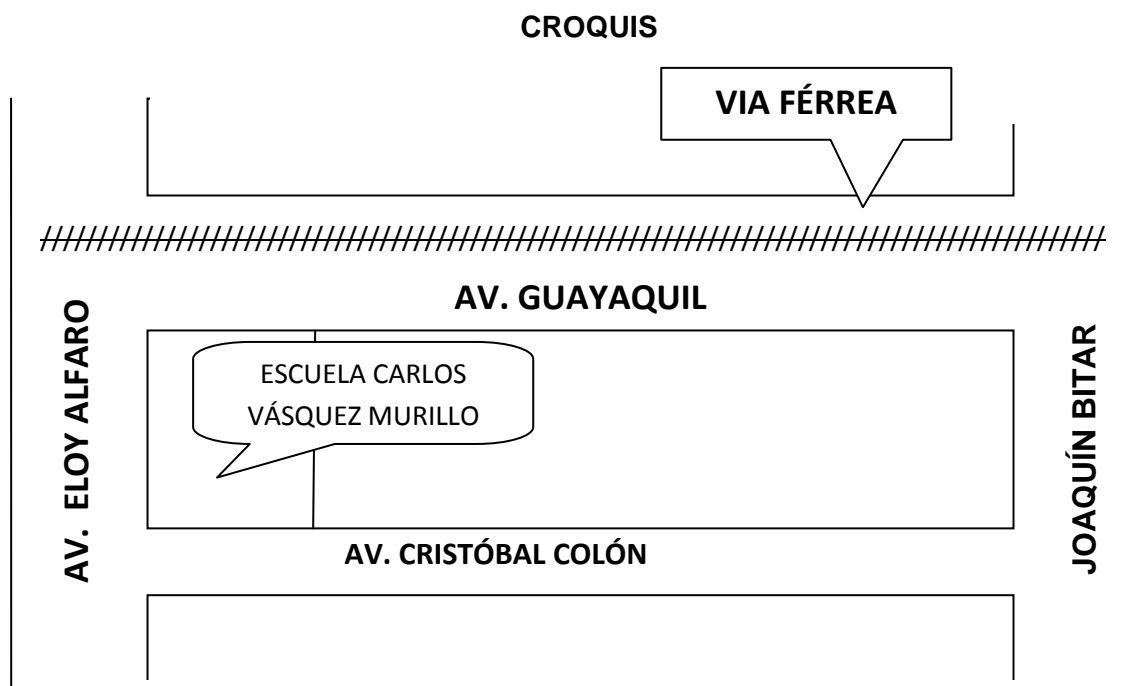 CROQUIS
VIA FÉRREA
AV. GUAYAQUIL
AV. ELOY ALFARO
ESCUELA CARLOS
VÁSQUEZ MURILLO
JOAQUÍN BITAR
AV. CRISTÓBAL COLÓN